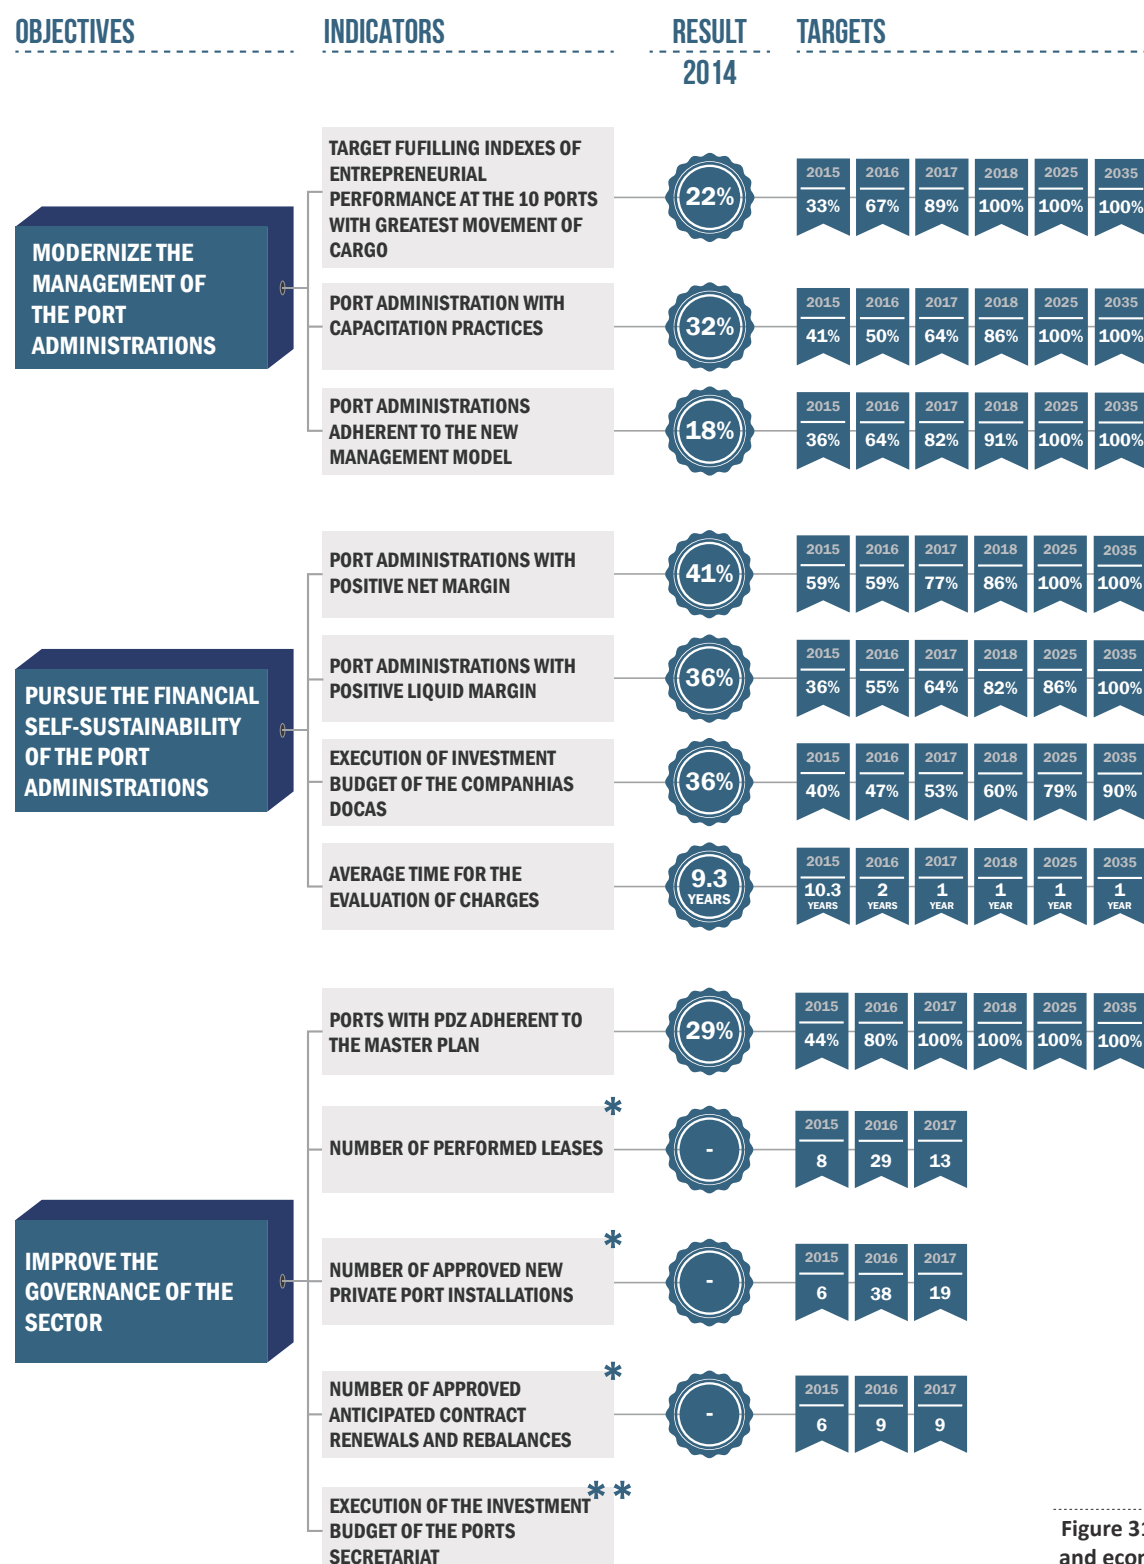 OBJECTIVES INDICATORS RESULT TARGETS
2014
MODERNIZE THE
MANAGEMENT OF
THE PORT
ADMINISTRATIONS
TARGET FUFILLING INDEXES OF
ENTREPRENEURIAL
PERFORMANCE AT THE 10 PORTS
WITH GREATEST MOVEMENT OF
CARGO
22%
2015 2016 2017 2018 2025 2035
33% 67% 89% 100% 100% 100%
PORT ADMINISTRATION WITH
CAPACITATION PRACTICES
32%
2015 2016 2017 2018 2025 2035
41% 50% 64% 86% 100% 100%
PORT ADMINISTRATIONS
ADHERENT TO THE NEW
MANAGEMENT MODEL
18%
2015 2016 2017 2018 2025 2035
36% 64% 82% 91% 100% 100%
PURSUE THE FINANCIAL
SELF-SUSTAINABILITY
OF THE PORT
ADMINISTRATIONS
PORT ADMINISTRATIONS WITH
POSITIVE NET MARGIN
41%
2015 2016 2017 2018 2025 2035
59% 59% 77% 86% 100% 100%
PORT ADMINISTRATIONS WITH
POSITIVE LIQUID MARGIN
36%
2015 2016 2017 2018 2025 2035
36% 55% 64% 82% 86% 100%
EXECUTION OF INVESTMENT
BUDGET OF THE COMPANHIAS
DOCAS
36%
2015 2016 2017 2018 2025 2035
40% 47% 53% 60% 79% 90%
AVERAGE TIME FOR THE
EVALUATION OF CHARGES
9.3
YEARS
2015 2016 2017 2018 2025 2035
10.3 2 1 1 1 1
YEARS YEARS YEAR YEAR YEAR YEAR
IMPROVE THE
GOVERNANCE OF THE
SECTOR
PORTS WITH PDZ ADHERENT TO
THE MASTER PLAN
29%
2015 2016 2017 2018 2025 2035
44% 80% 100% 100% 100% 100%
*
NUMBER OF PERFORMED LEASES
-
2015 2016 2017
8 29 13
*
NUMBER OF APPROVED NEW
PRIVATE PORT INSTALLATIONS
-
2015 2016 2017
6 38 19
*
NUMBER OF APPROVED
ANTICIPATED CONTRACT
RENEWALS AND REBALANCES
-
2015 2016 2017
6 9 9
**
EXECUTION OF THE INVESTMENT
BUDGET OF THE PORTS
SECRETARIAT
Figure
and